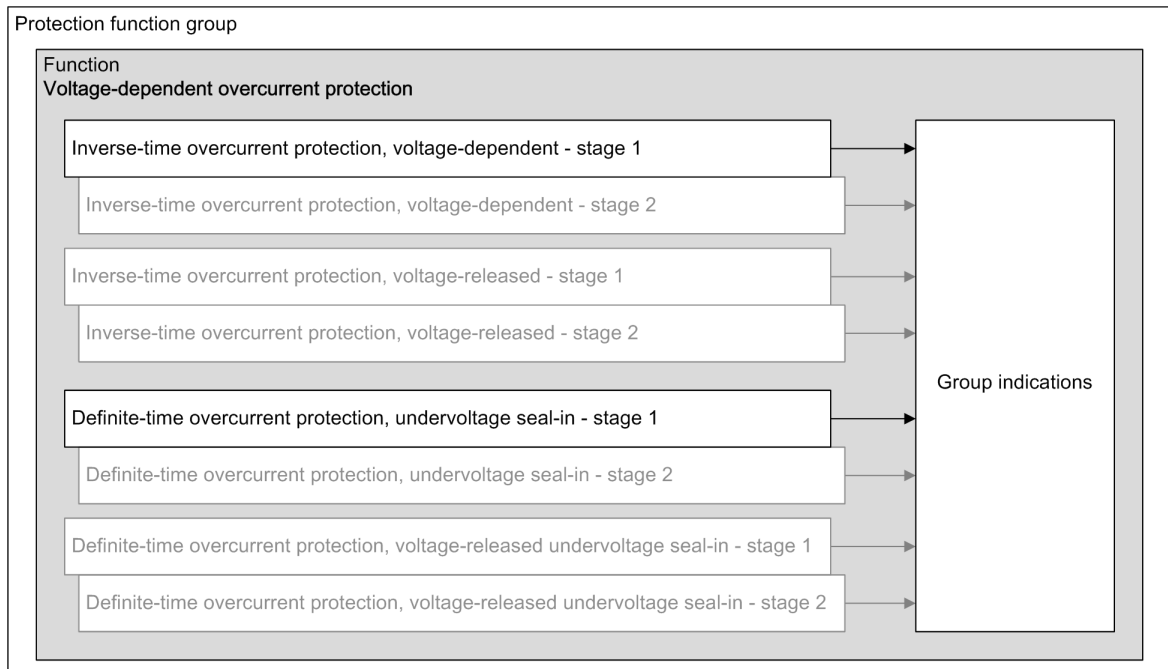 Protection function group
Function
Voltage-dependent overcurrent protection
Inverse-time overcurrent protection, voltage-dependent - stage 1
Inverse-time overcurrent protection, voltage-dependent - stage 2
Inverse-time overcurrent protection, voltage-released - stage 1
Inverse-time overcurrent protection, voltage-released - stage 2
Group indications
Definite-time overcurrent protection, undervoltage seal-in - stage 1
Definite-time overcurrent protection, undervoltage seal-in - stage 2
Definite-time overcurrent protection, voltage-released undervoltage seal-in - stage 1
Definite-time overcurrent protection, voltage-released undervoltage seal-in - stage 2